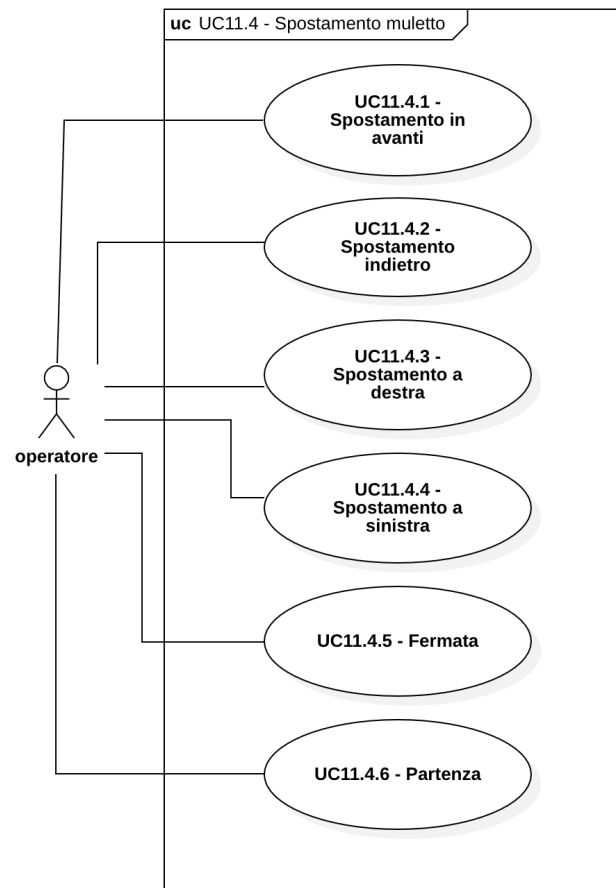 uc UC11.4 - Spostamento muletto
UC11.4.1 -
Spostamento in
avanti
UC11.4.2 -
Spostamento
indietro
UC11.4.3 -
Spostamento a
destra
operatore
UC11.4.4 -
Spostamento a
sinistra
UC11.4.5 - Fermata
UC11.4.6 - Partenza